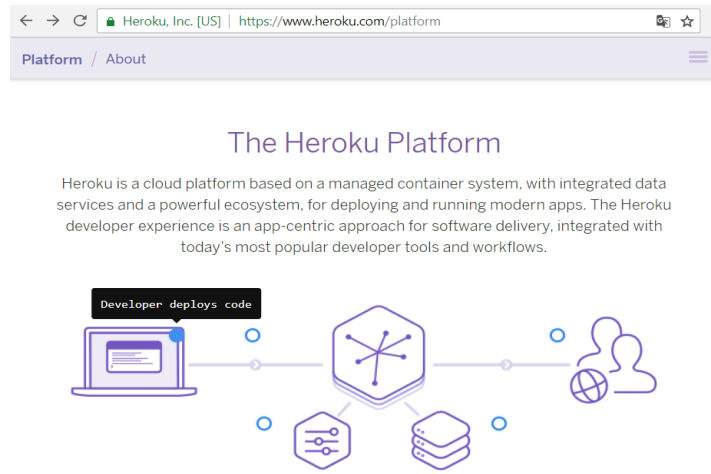 Heroku, Inc. [US] | https://www.heroku.com/platform
Platform / About
The Heroku Platform
Heroku is a cloud platform based on a managed container system, with integrated data
services and a powerful ecosystem, for deploying and running modern apps. The Heroku
developer experience is an app-centric approach for software delivery, integrated with
today's most popular developer tools and workflows.
Developer deploys code